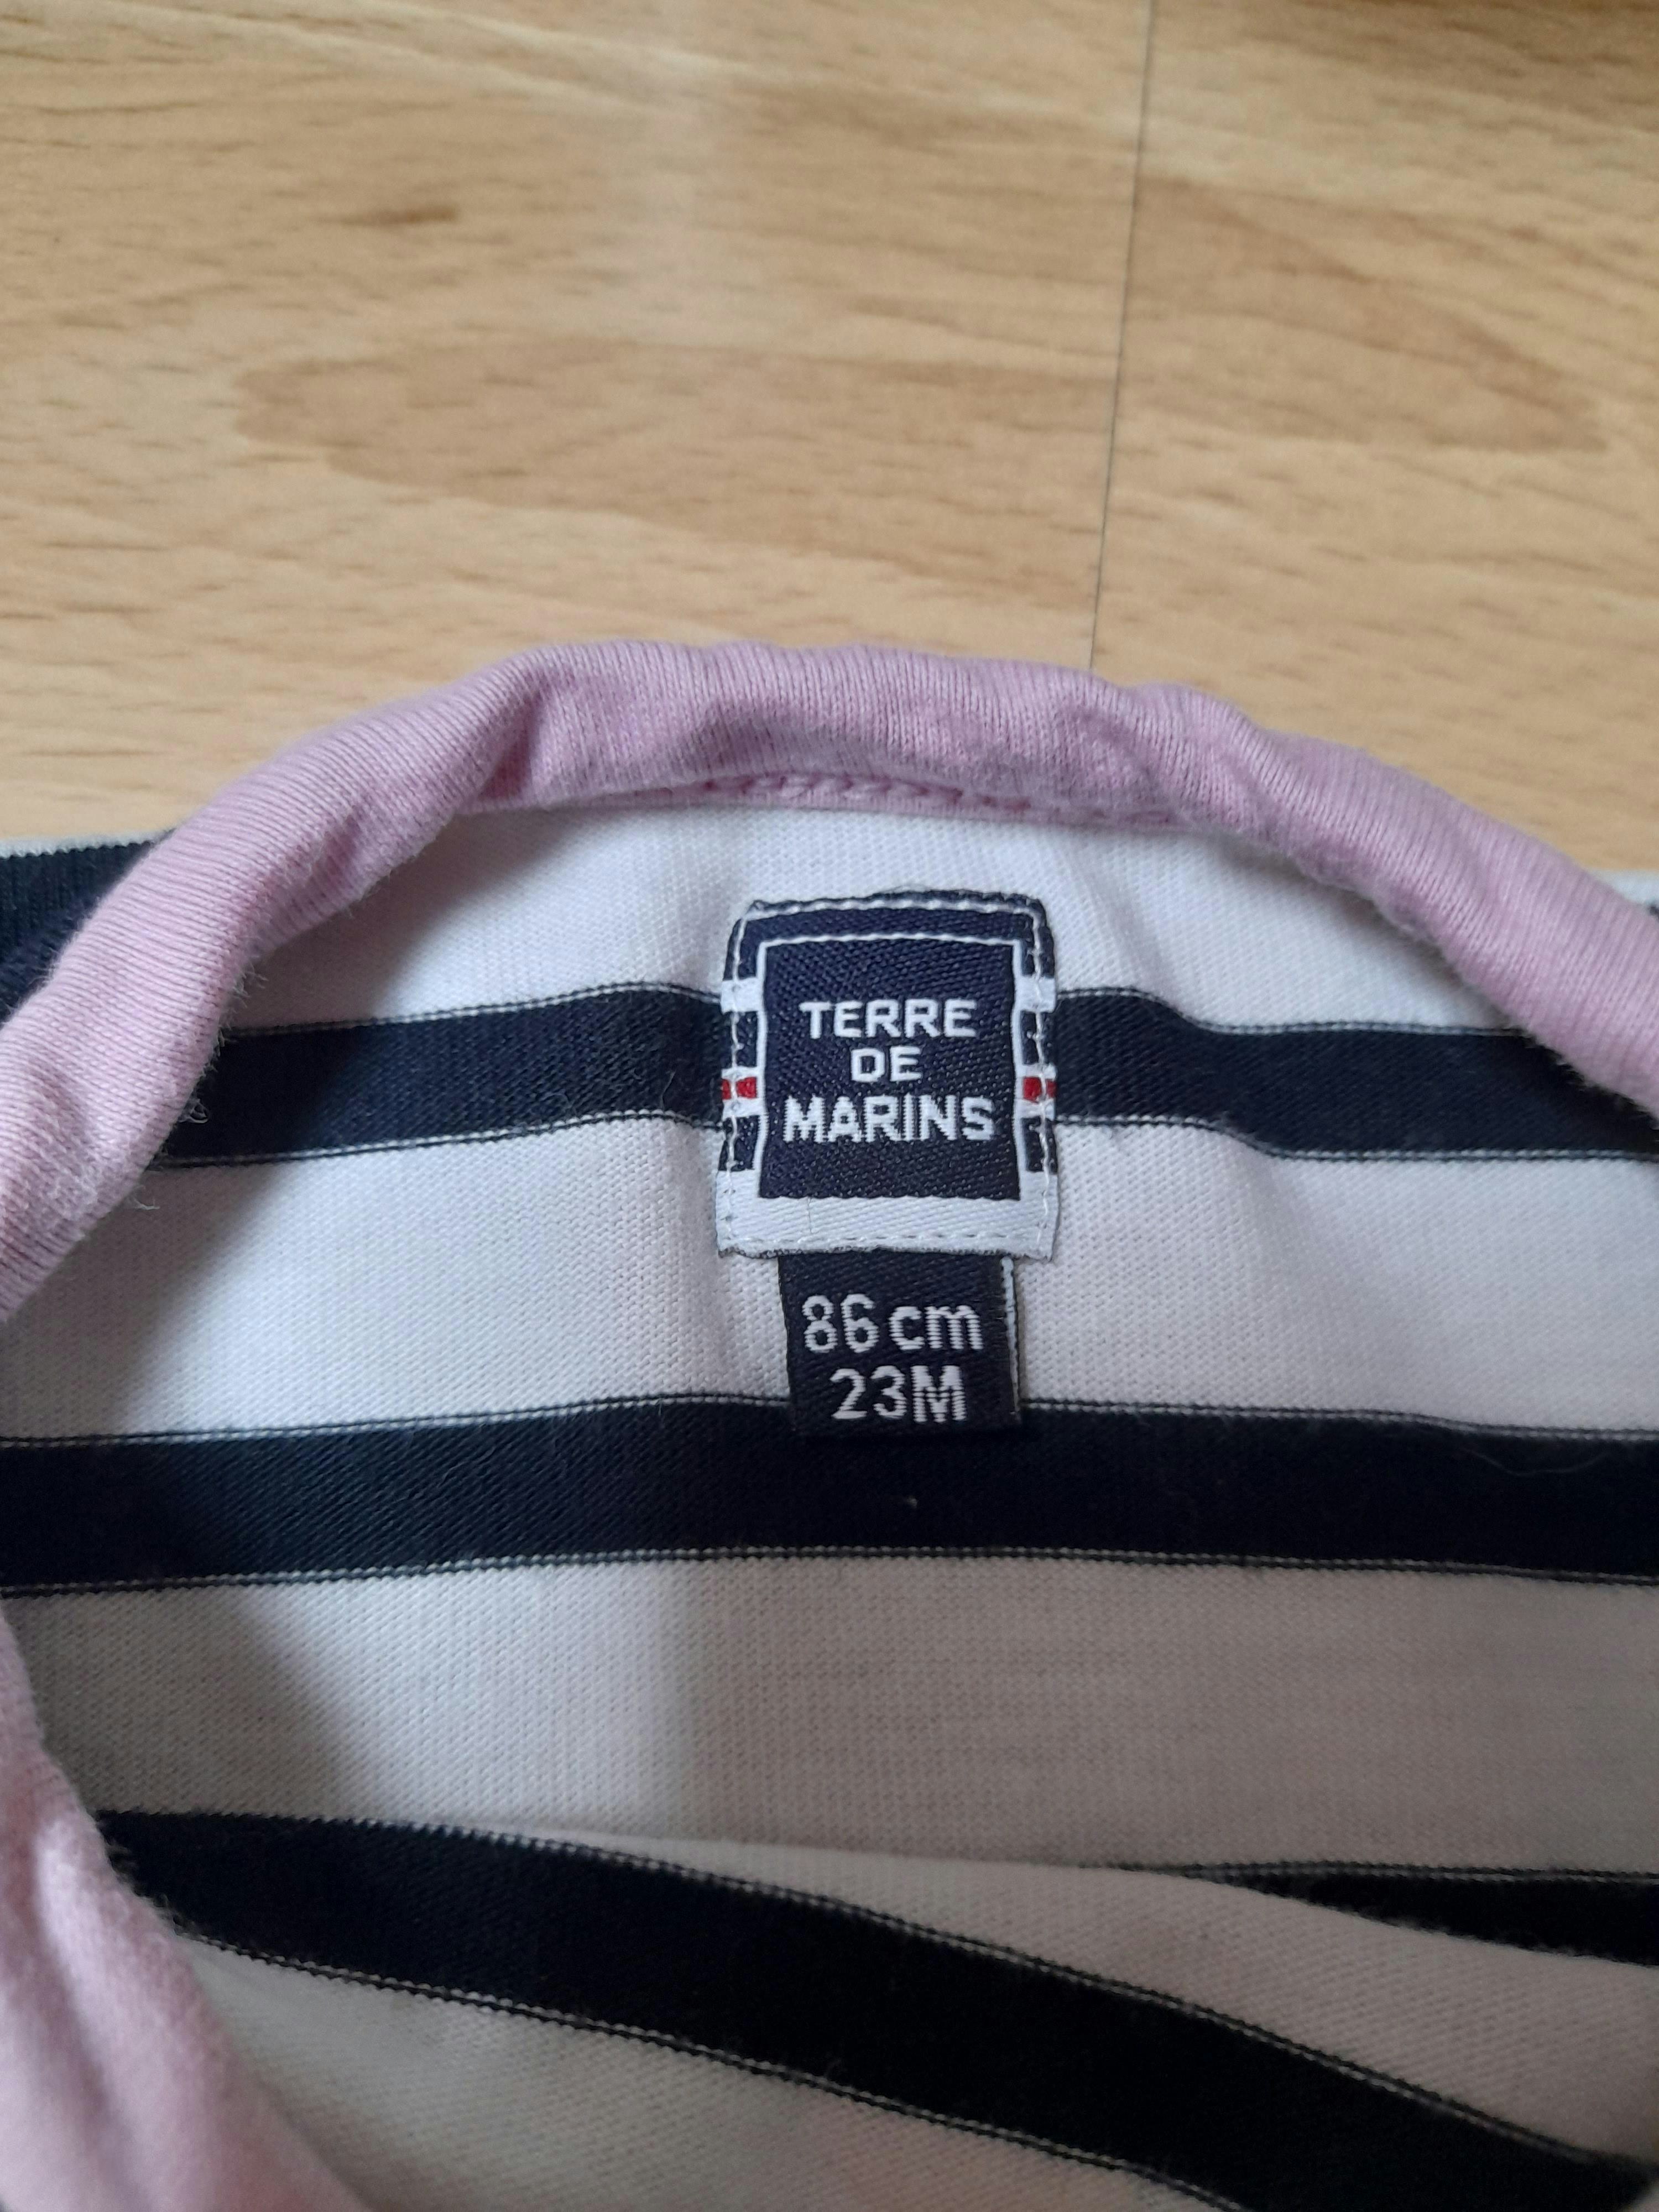 TERRE
DE
MARINS
86 cm
23M